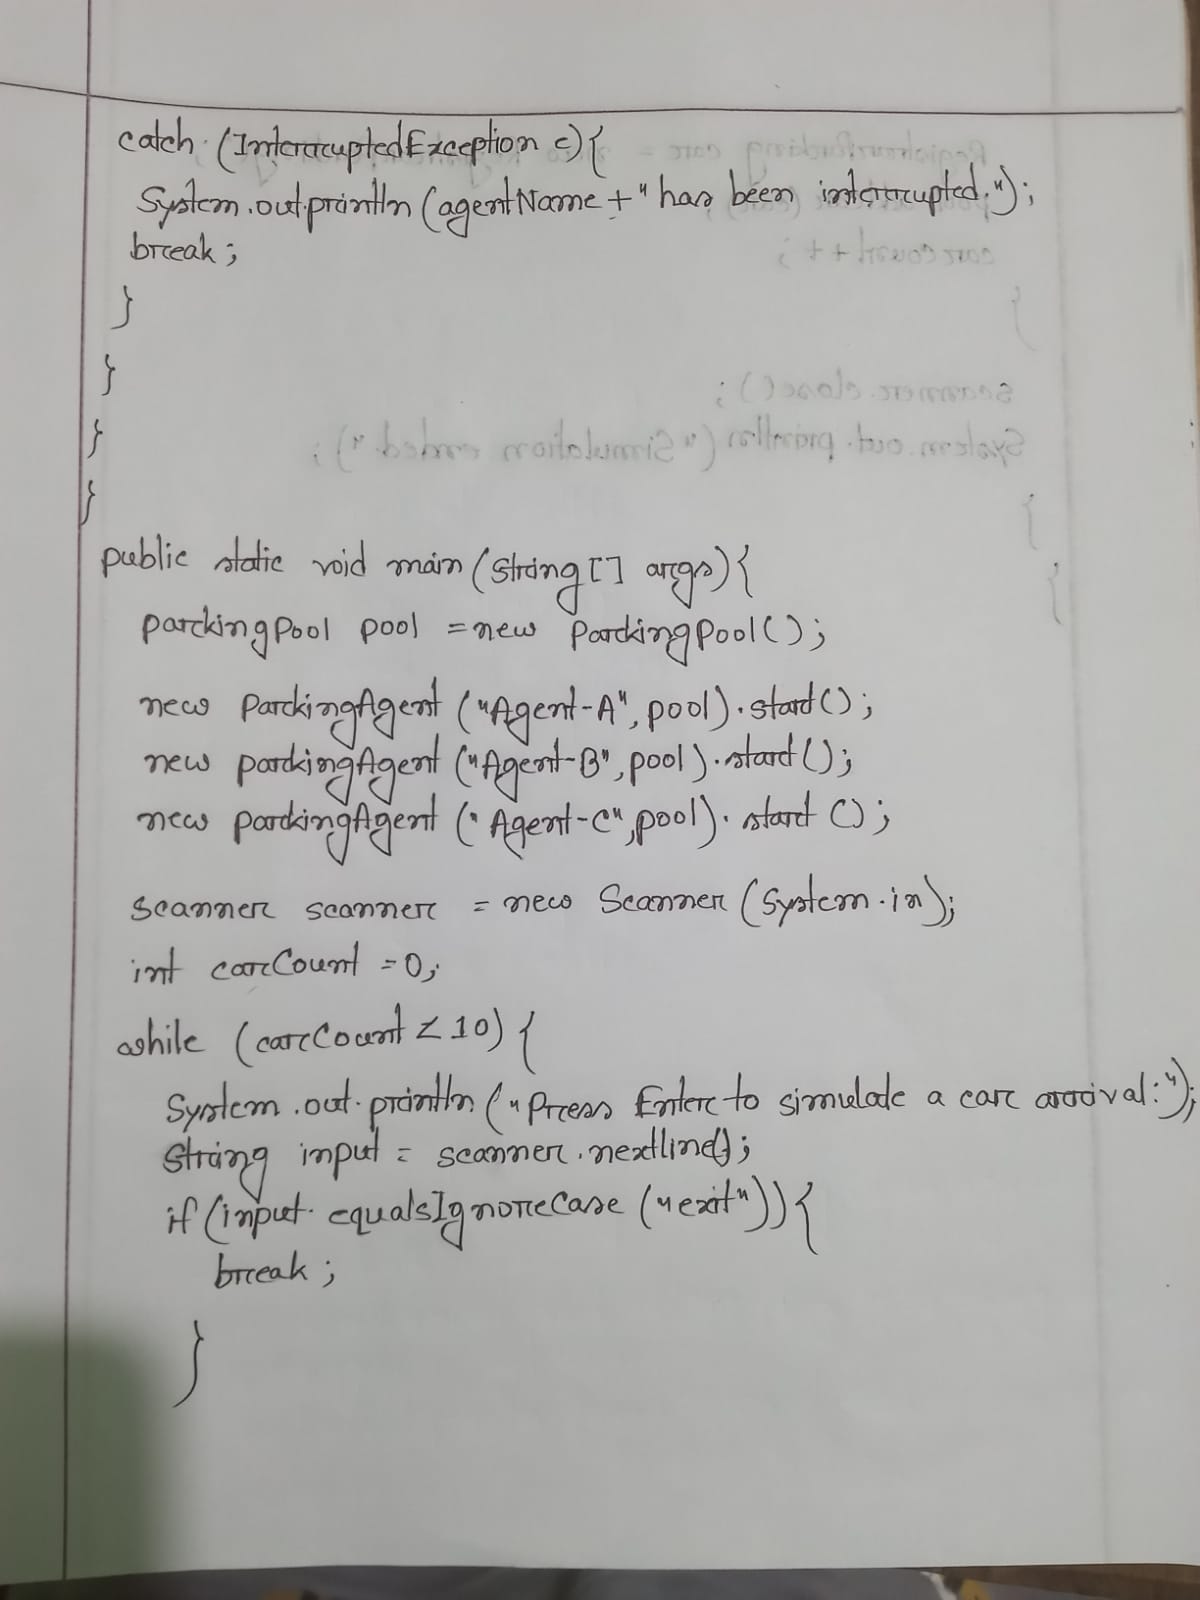 catch (InterruptedException e){
System.out.println(agentName + " has been interrupted.");
break;
}
}
}
}
public static void main(String[] args){
parkingPool pool = new ParkingPool();
new ParkingAgent ("Agent-A", pool).start();
new parkingAgent ("Agent-B", pool).start();
new parkingAgent ("Agent-C", pool).start();
scanner scanner = new Scanner (System.in);
int carCount = 0;
while (carCount < 10) {
System.out.println ("Press Enter to simulate a car arrival:");
String input = scanner.nextline();
if (input.equalsIgnoreCase ("exit")){
break;
}